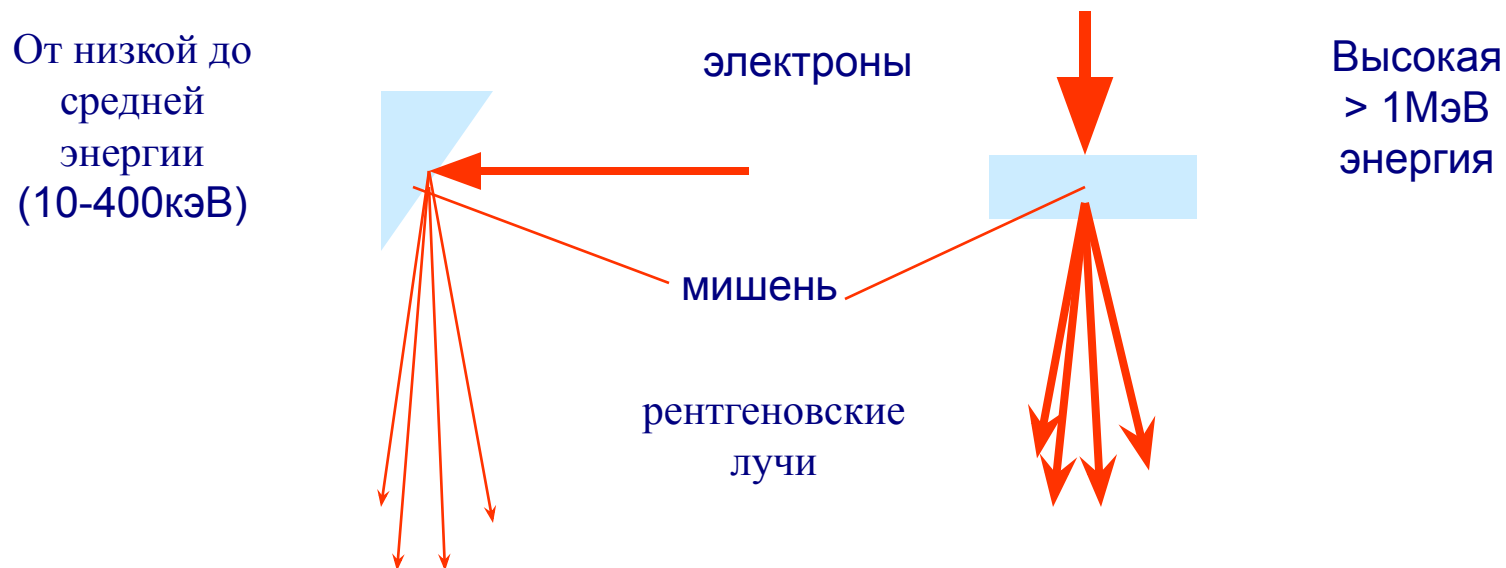 От низкой до
средней
энергии
(10-400кэВ)
электроны
Высокая
> 1МэВ
энергия
мишень
рентгеновские
лучи